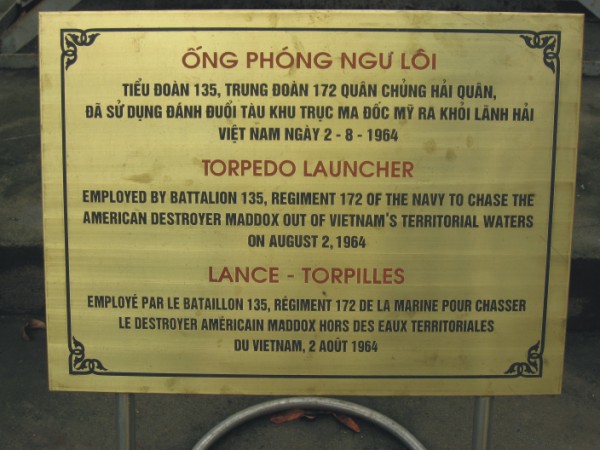 ỐNG PHÓNG NGƯ LÔI
TIỂU ĐOÀN 135, TRUNG ĐOÀN 172 QUÂN CHỦNG HẢI QUÂN,
ĐÃ SỬ DỤNG ĐÁNH ĐUỔI TÀU KHU TRỤC MA ĐỐC MỸ RA KHỎI LÃNH HẢI
VIỆT NAM NGÀY 2 - 8 - 1964
TORPEDO LAUNCHER
EMPLOYED BY BATTALION 135, REGIMENT 172 OF THE NAVY TO CHASE THE
AMERICAN DESTROYER MADDOX OUT OF VIETNAM'S TERRITORIAL WATERS
ON AUGUST 2, 1964
LANCE - TORPILLES
EMPLOYÉ PAR LE BATAILLON 135, RÉGIMENT 172 DE LA MARINE POUR CHASSER
LE DESTROYER AMÉRICAIN MADDOX HORS DES EAUX TERRITORIALES
DU VIETNAM, 2 AOÛT 1964